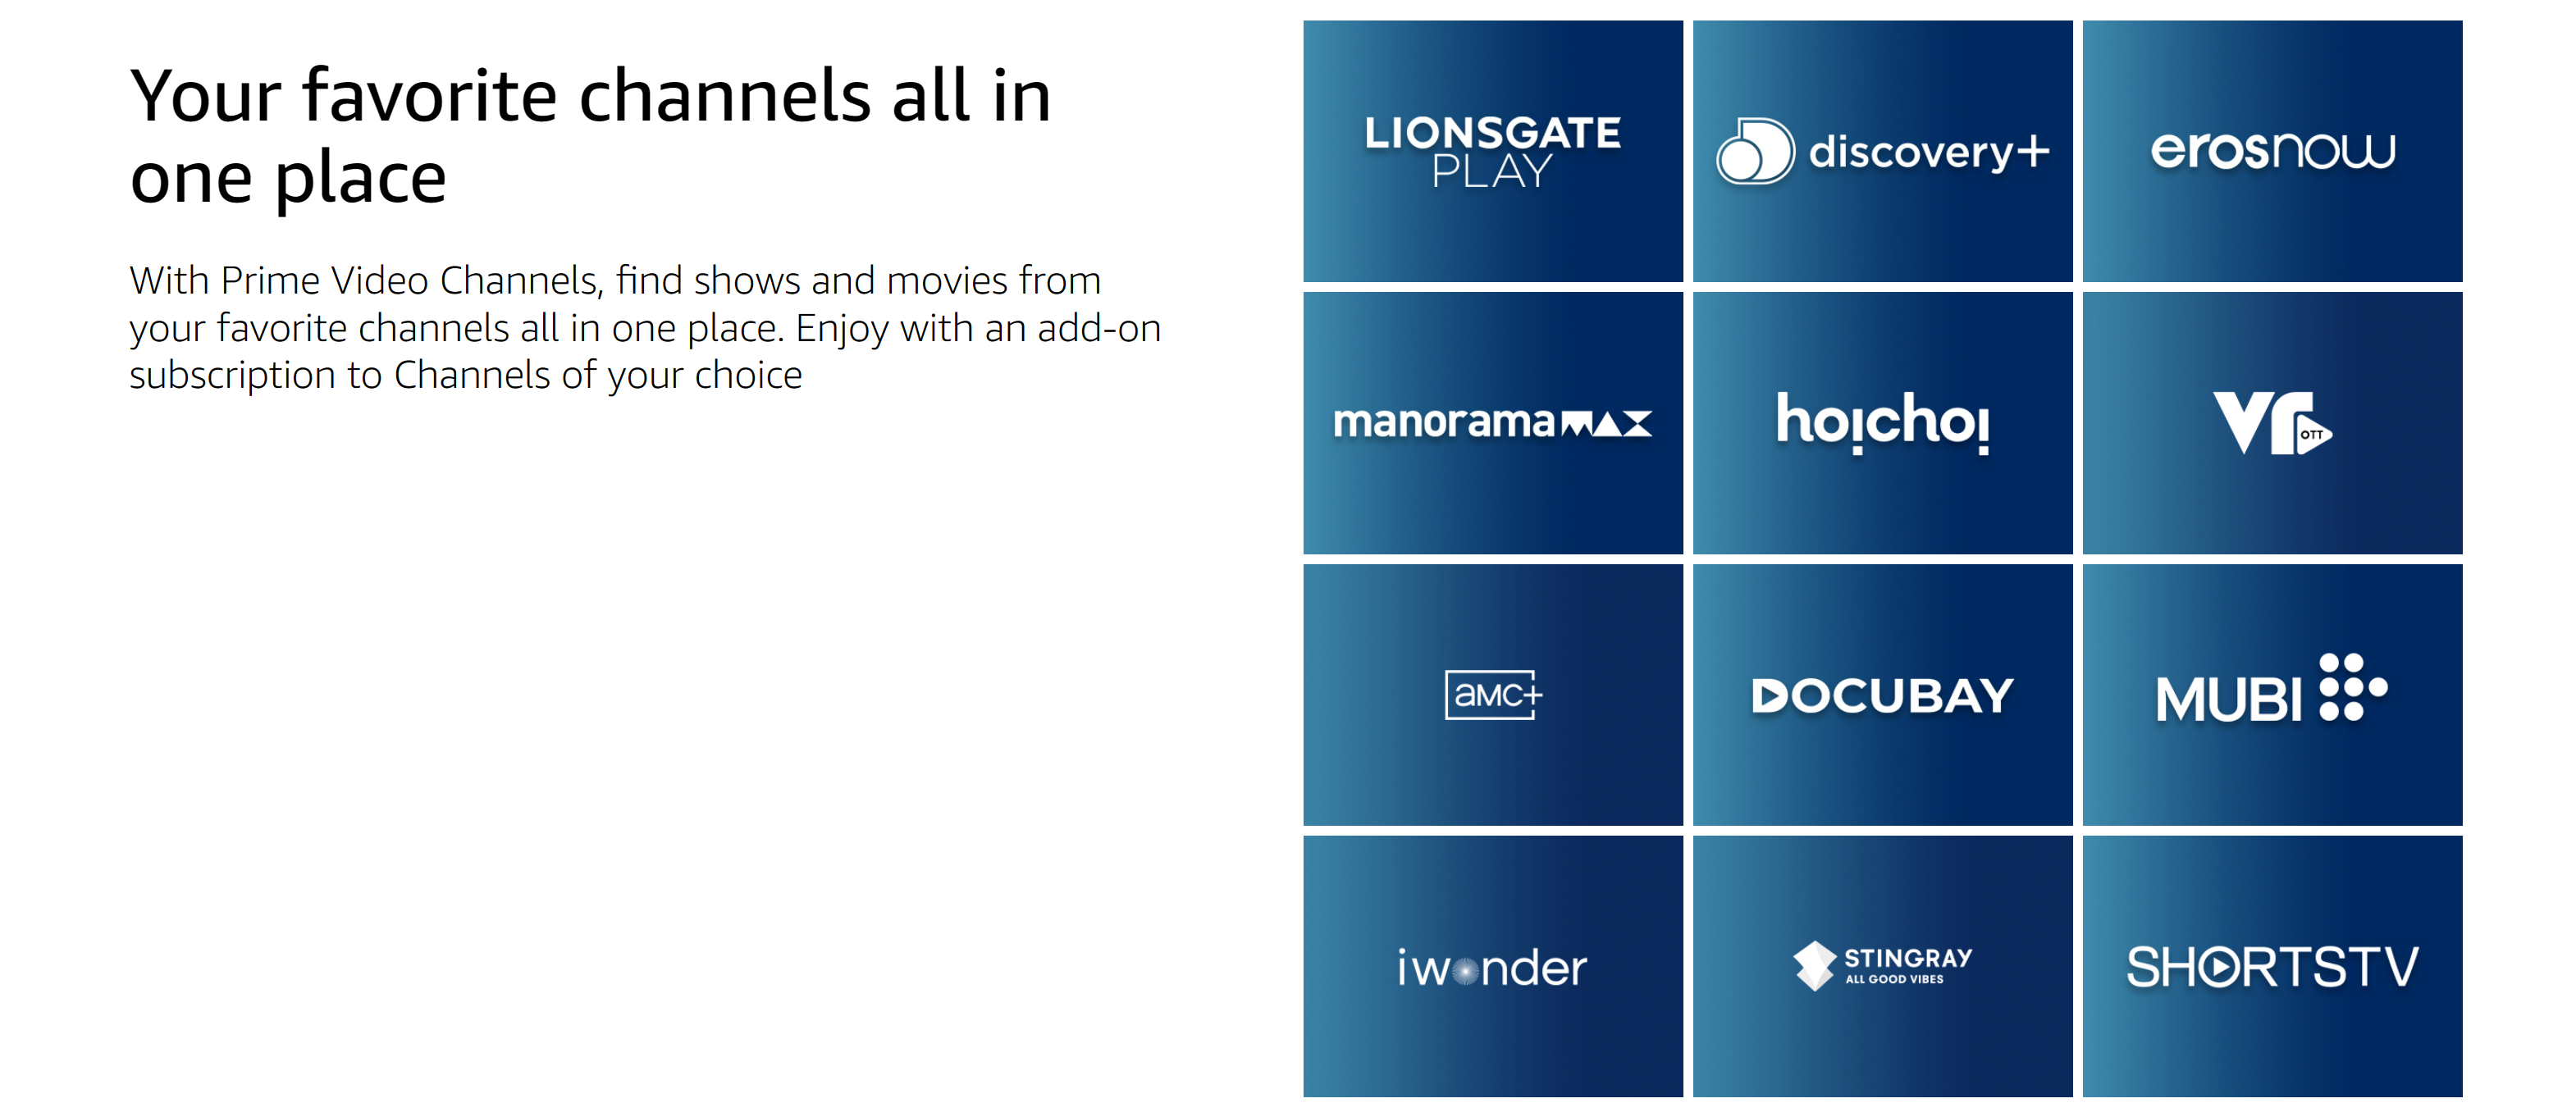 Your favorite channels all in
one place
With Prime Video Channels, find shows and movies from
your favorite channels all in one place. Enjoy with an add-on
subscription to Channels of your choice
LIONSGATE
PLAY
discovery+
erosnow
manorama MAX
hoichoi
vr
OTT
aMC+
DOCUBAY
MUBI
iwonder
STINGRAY
ALL GOOD VIBES
SHORTSTV